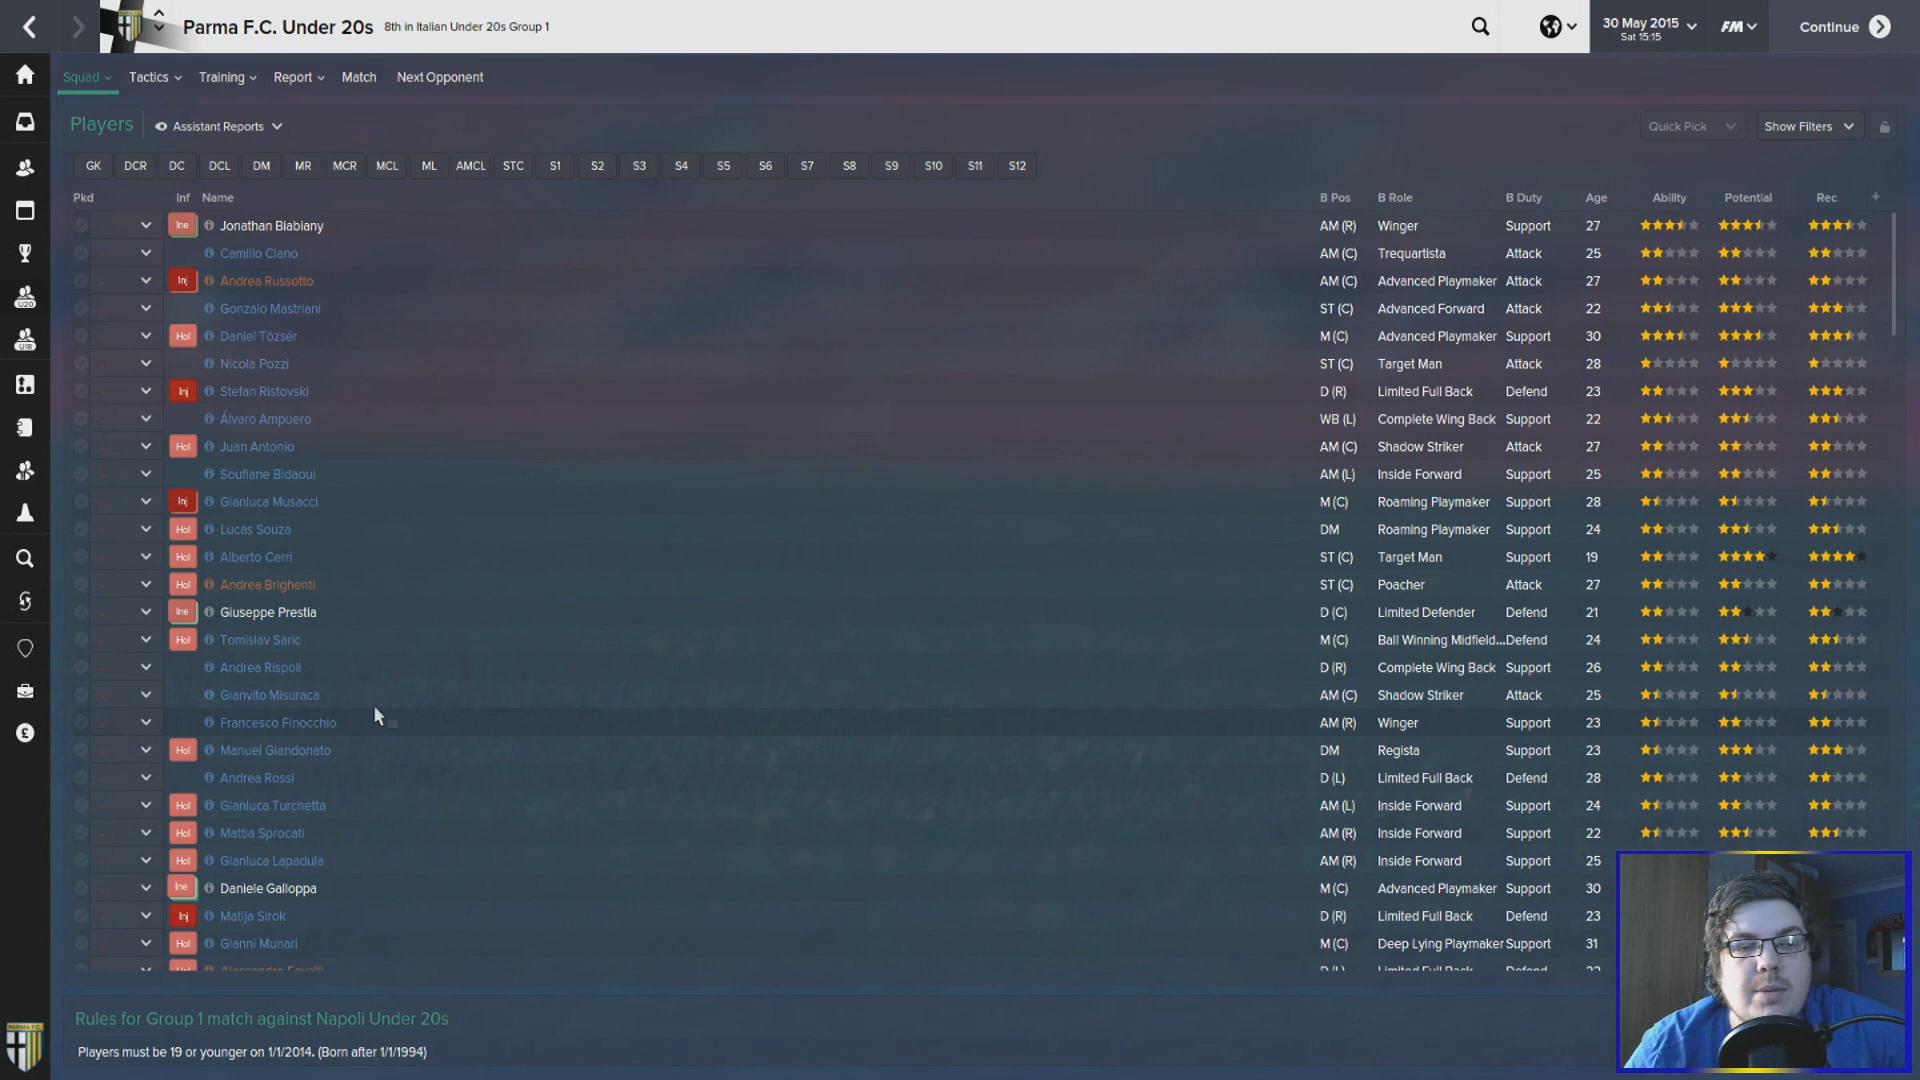 Parma F.C. Under 20s 8th in Italian Under 20s Group 1
30 May 2015
Sat 15:15
FM
Continue
Squad Tactics Training Report Match Next Opponent
Players Assistant Reports Quick Pick Show Filters
GK DCR DC DCL DM MR MCR MCL ML AMCL STC S1 S2 S3 S4 S5 S6 S7 S8 S9 S10 S11 S12
Pkd Inf Name B Pos B Role B Duty Age Ability Potential Rec +
Ine Jonathan Biabiany AM (R) Winger Support 27
Camillo Ciano AM (C) Trequartista Attack 25
Inj Andrea Russotto AM (C) Advanced Playmaker Attack 27
Gonzalo Mastriani ST (C) Advanced Forward Attack 22
Hol Daniel Tözsér M (C) Advanced Playmaker Support 30
Nicola Pozzi ST (C) Target Man Attack 28
Inj Stefan Ristovski D (R) Limited Full Back Defend 23
Álvaro Ampuero WB (L) Complete Wing Back Support 22
Hol Juan Antonio AM (C) Shadow Striker Attack 27
Soufiane Bidaoui AM (L) Inside Forward Support 25
Inj Gianluca Musacci M (C) Roaming Playmaker Support 28
Hol Lucas Souza DM Roaming Playmaker Support 24
Hol Alberto Cerri ST (C) Target Man Support 19
Hol Andrea Brighenti ST (C) Poacher Attack 27
Ine Giuseppe Prestia D (C) Limited Defender Defend 21
Hol Tomislav Saric M (C) Ball Winning Midfield... Defend 24
Andrea Rispoli D (R) Complete Wing Back Support 26
Gianvito Misuraca AM (C) Shadow Striker Attack 25
Francesco Finocchio AM (R) Winger Support 23
Hol Manuel Giandonato DM Regista Support 23
Andrea Rossi D (L) Limited Full Back Defend 28
Hol Gianluca Turchetta AM (L) Inside Forward Support 24
Hol Mattia Sprocati AM (R) Inside Forward Support 22
Hol Gianluca Lapadula AM (R) Inside Forward Support 25
Ine Daniele Galloppa M (C) Advanced Playmaker Support 30
Inj Matija Sirok D (R) Limited Full Back Defend 23
Hol Gianni Munari M (C) Deep Lying Playmaker Support 31
Rules for Group 1 match against Napoli Under 20s
Players must be 19 or younger on 1/1/2014. (Born after 1/1/1994)
U20
U18
PARMA F.C.